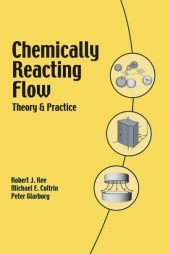 Chemically
Reacting
Flow
Theory & Practice
Robert J. Kee
Michael E. Coltrin
Peter Glarborg